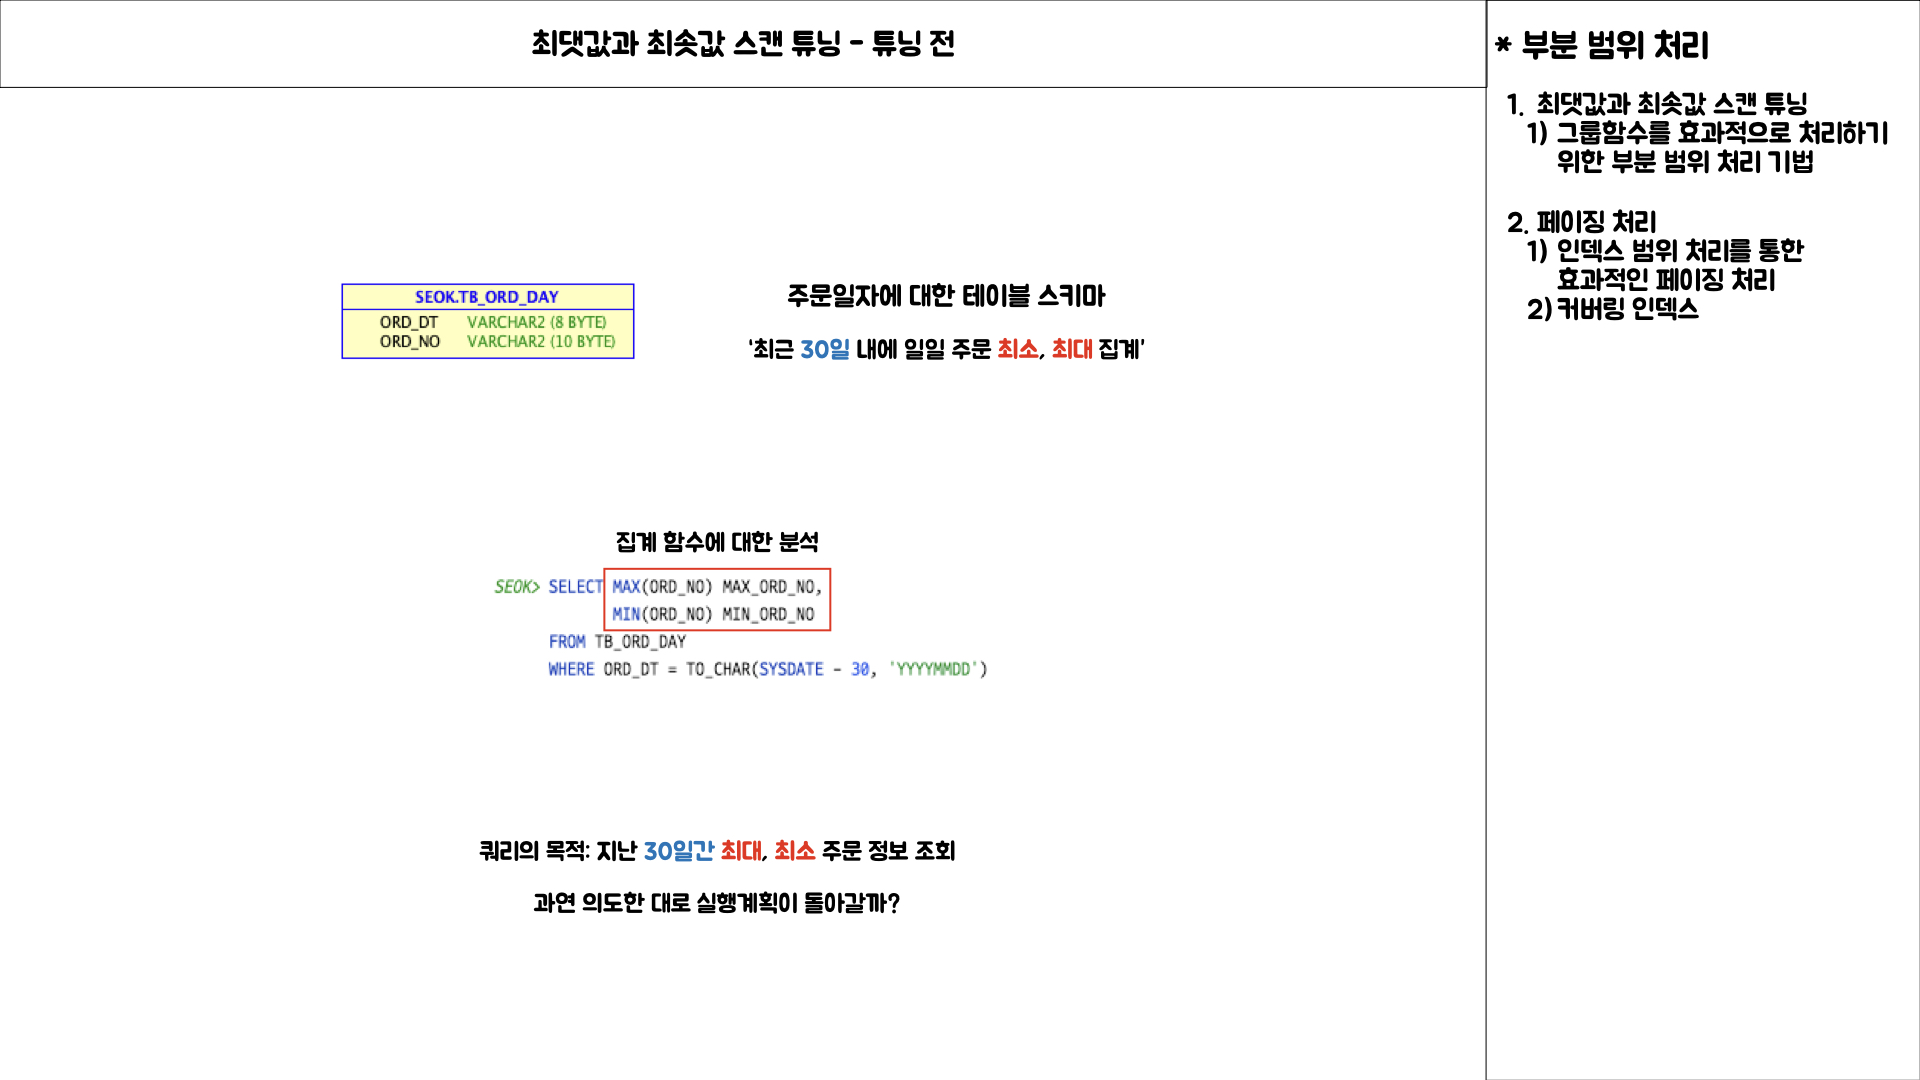 최댓값과 최솟값 스캔 튜닝 - 튜닝 전
SEOK.TB_ORD_DAY
ORD_DT VARCHAR2 (8 BYTE)
ORD_NO VARCHAR2 (10 BYTE)
주문일자에 대한 테이블 스키마
'최근 30일 내에 일일 주문 최소, 최대 집계'
집계 함수에 대한 분석
SEOK> SELECT MAX(ORD_NO) MAX_ORD_NO,
MIN(ORD_NO) MIN_ORD_NO
FROM TB_ORD_DAY
WHERE ORD_DT = TO_CHAR(SYSDATE - 30, 'YYYYMMDD')
쿼리의 목적: 지난 30일간 최대, 최소 주문 정보 조회
과연 의도한 대로 실행계획이 돌아갈까?
* 부분 범위 처리
1. 최댓값과 최솟값 스캔 튜닝
1) 그룹함수를 효과적으로 처리하기
위한 부분 범위 처리 기법
2. 페이징 처리
1) 인덱스 범위 처리를 통한
효과적인 페이징 처리
2) 커버링 인덱스